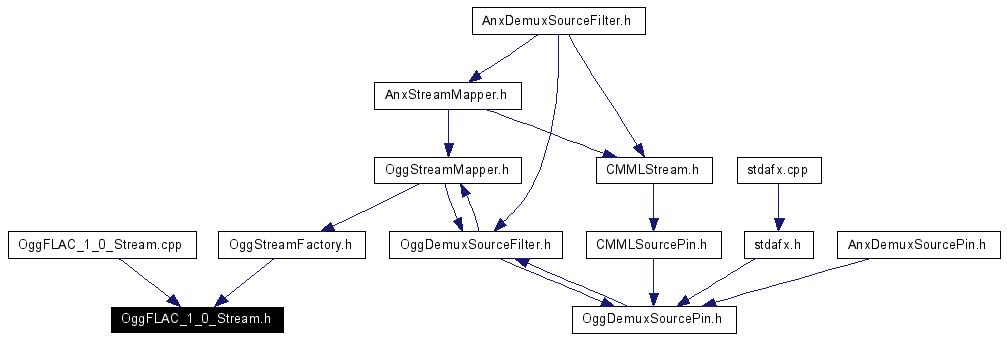 AnxDemuxSourceFilter.h
AnxStreamMapper.h
OggStreamMapper.h
CMMLStream.h
stdafx.cpp
OggFLAC_1_0_Stream.cpp
OggStreamFactory.h
OggDemuxSourceFilter.h
CMMLSourcePin.h
stdafx.h
AnxDemuxSourcePin.h
OggFLAC_1_0_Stream.h
OggDemuxSourcePin.h